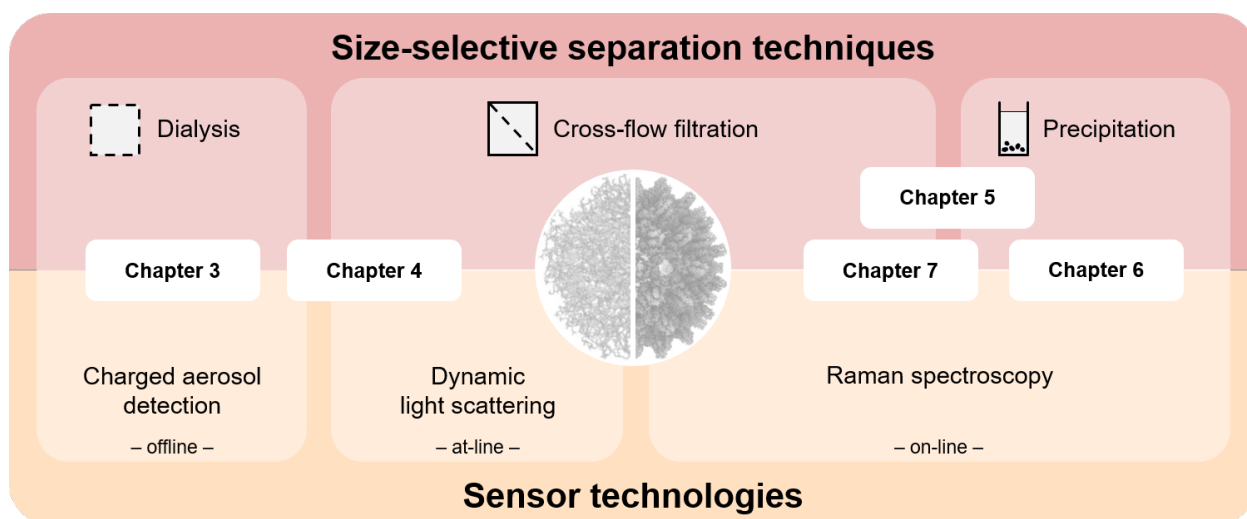 Size-selective separation techniques
Dialysis
Cross-flow filtration
Precipitation
Chapter 5
Chapter 3
Chapter 4
Chapter 7
Chapter 6
Charged aerosol
detection
– offline –
Dynamic
light scattering
– at-line –
Raman spectroscopy
– on-line –
Sensor technologies